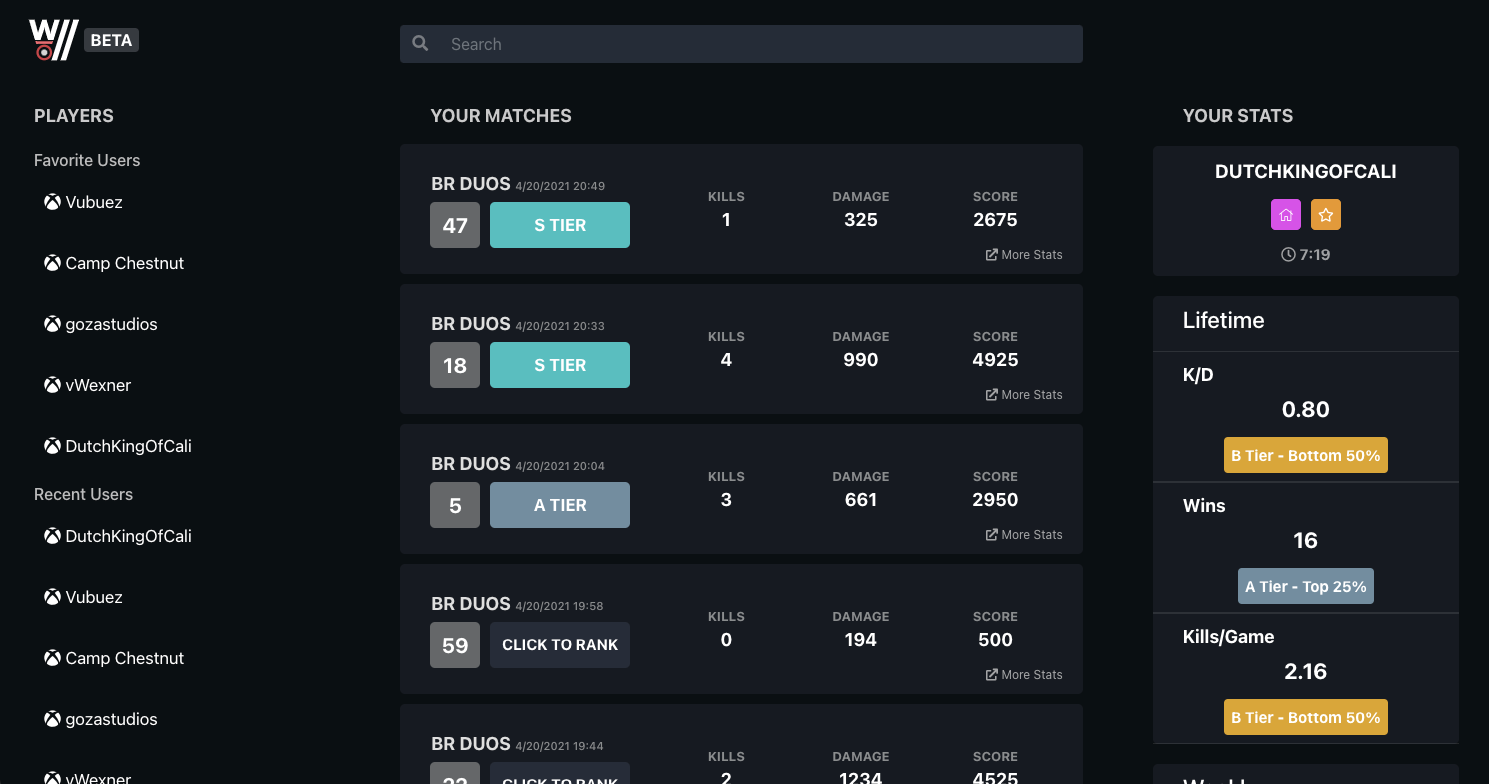 W//
BETA
Search
PLAYERS
Favorite Users
Vubuez
Camp Chestnut
gozastudios
vWexner
DutchKingOfCali
Recent Users
DutchKingOfCali
Vubuez
Camp Chestnut
gozastudios
vWexner
YOUR MATCHES
BR DUOS 4/20/2021 20:49
47 S TIER
KILLS DAMAGE SCORE
1 325 2675
More Stats
BR DUOS 4/20/2021 20:33
18 S TIER
KILLS DAMAGE SCORE
4 990 4925
More Stats
BR DUOS 4/20/2021 20:04
5 A TIER
KILLS DAMAGE SCORE
3 661 2950
More Stats
BR DUOS 4/20/2021 19:58
59 CLICK TO RANK
KILLS DAMAGE SCORE
0 194 500
More Stats
BR DUOS 4/20/2021 19:44
CLICK TO RANK
KILLS DAMAGE SCORE
2 1234 4525
YOUR STATS
DUTCHKINGOFCALI
7:19
Lifetime
K/D
0.80
B Tier - Bottom 50%
Wins
16
A Tier - Top 25%
Kills/Game
2.16
B Tier - Bottom 50%